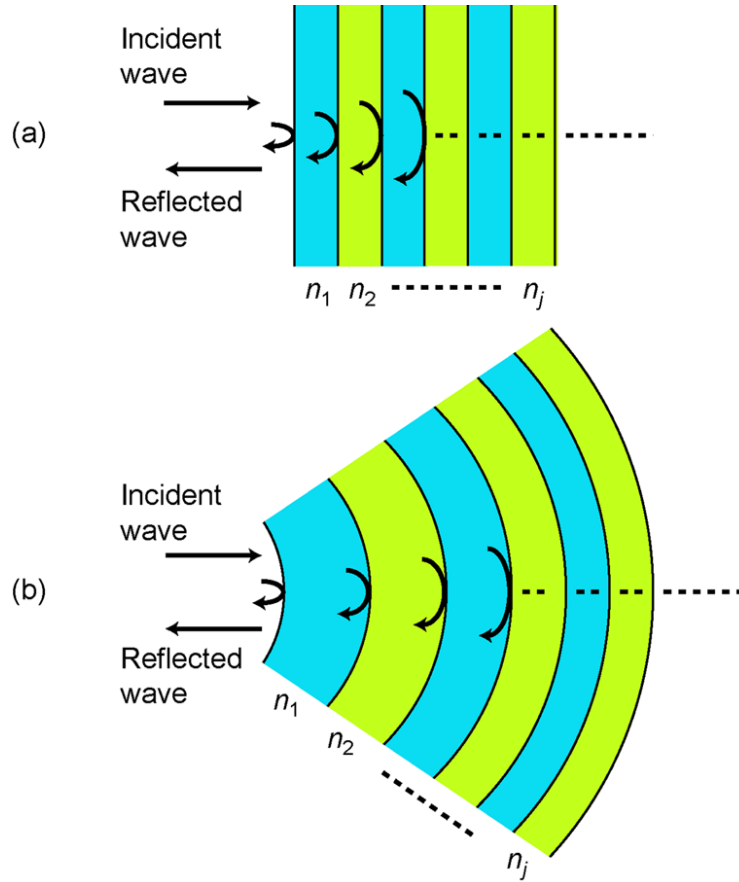 Incident
wave
(a)
Reflected
wave
n1 n2 nj
Incident
wave
(b)
Reflected
wave
n1
n2
nj